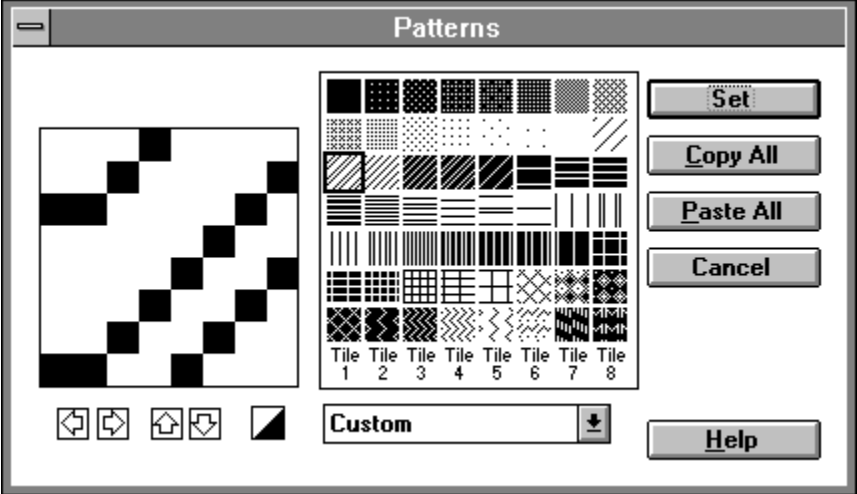 Patterns
Set
Copy All
Paste All
Cancel
Tile Tile Tile Tile Tile Tile Tile Tile
1 2 3 4 5 6 7 8
Custom
Help